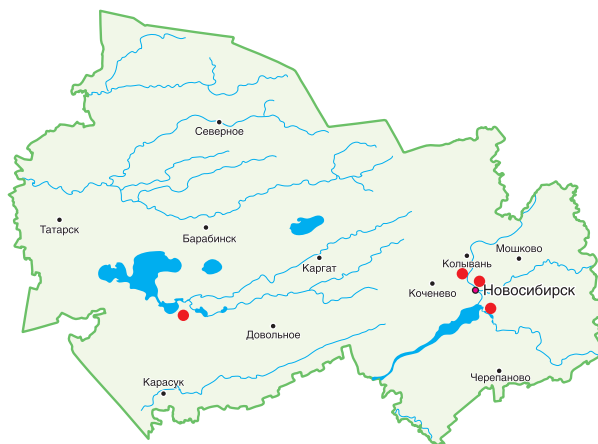 Северное
Татарск
Барабинск
Каргат
Колывань
Мошково
Коченево
Новосибирск
Довольное
Карасук
Черепаново